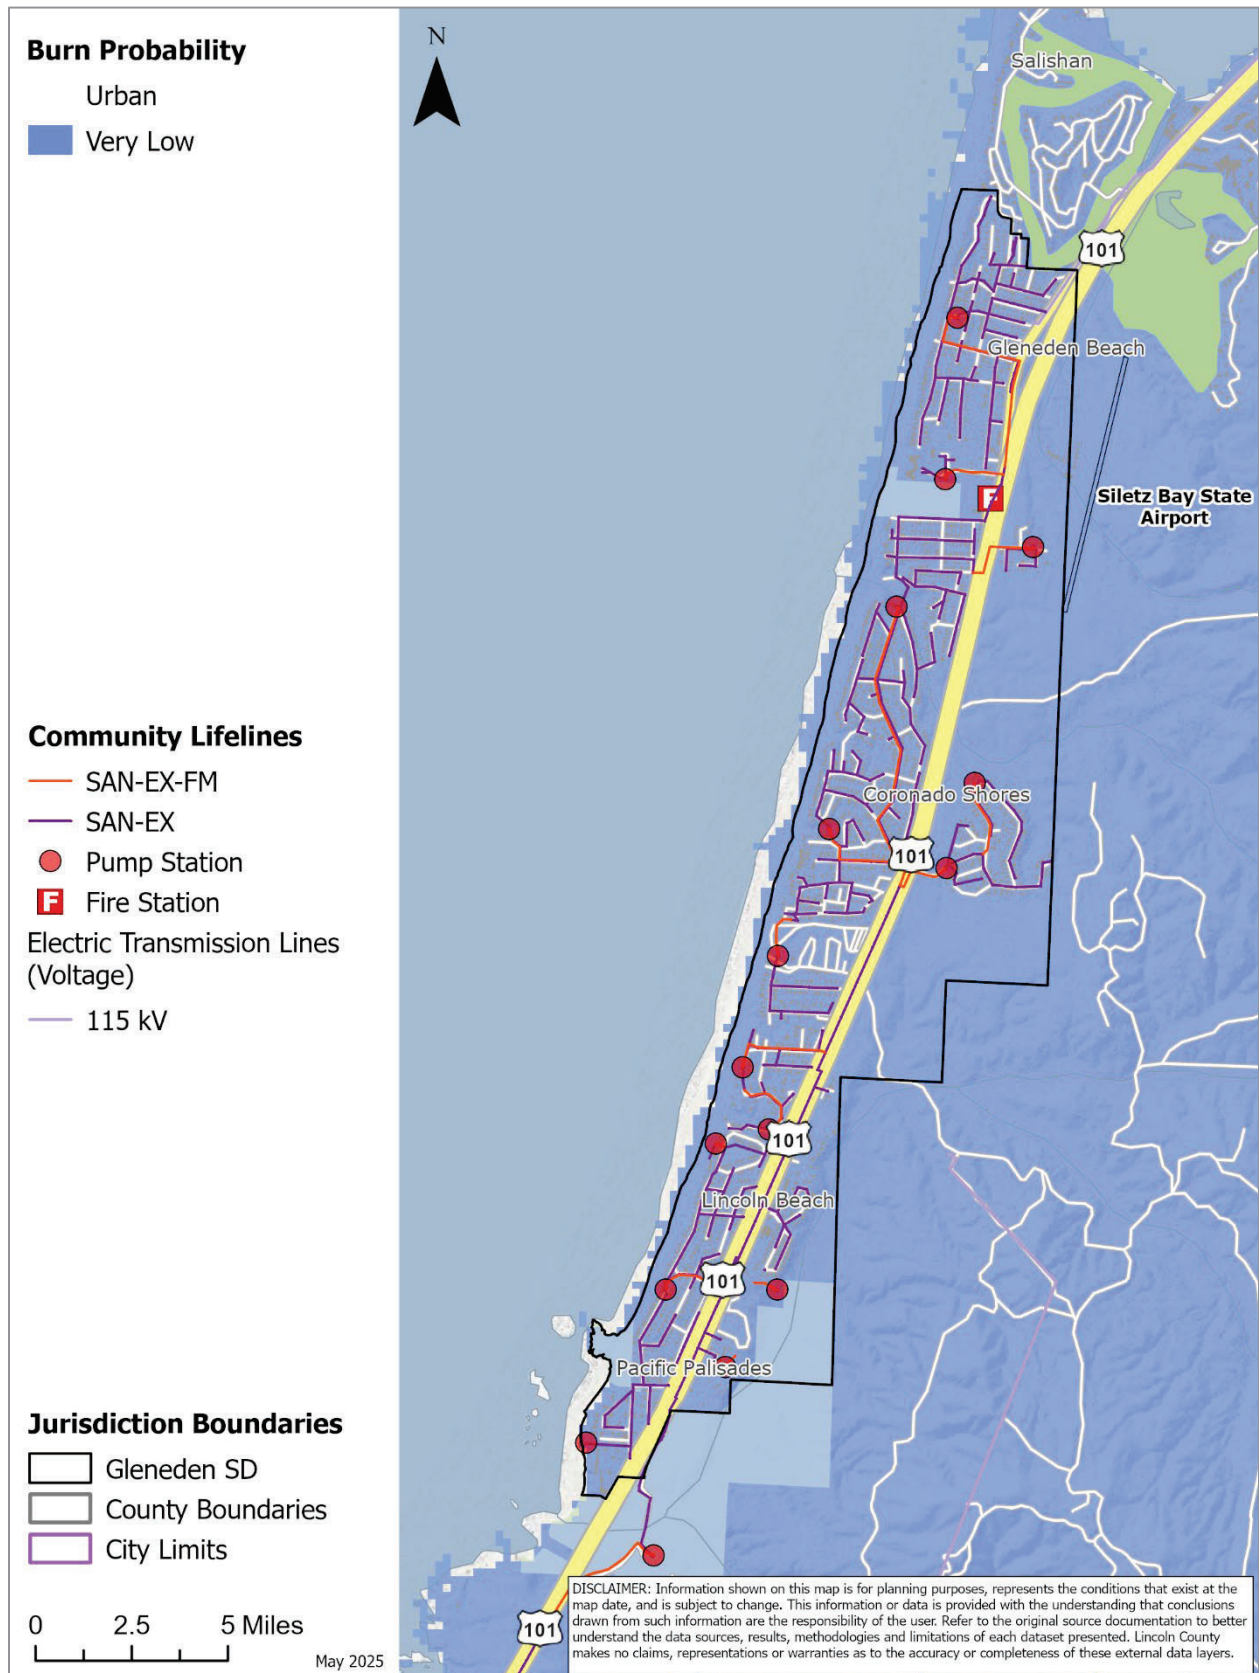 Burn Probability
Urban
Very Low
Community Lifelines
SAN-EX-FM
SAN-EX
Pump Station
F Fire Station
Electric Transmission Lines
(Voltage)
115 kV
Jurisdiction Boundaries
Gleneden SD
County Boundaries
City Limits
0 2.5 5 Miles
May 2025
N
Salishan
101
Gleneden Beach
F
Siletz Bay State
Airport
Coronado Shores
101
101
Lincoln Beach
101
Pacific Palisades
101
DISCLAIMER: Information shown on this map is for planning purposes, represents the conditions that exist at the
map date, and is subject to change. This information or data is provided with the understanding that conclusions
drawn from such information are the responsibility of the user. Refer to the original source documentation to better
understand the data sources, results, methodologies and limitations of each dataset presented. Lincoln County
makes no claims, representations or warranties as to the accuracy or completeness of these external data layers.